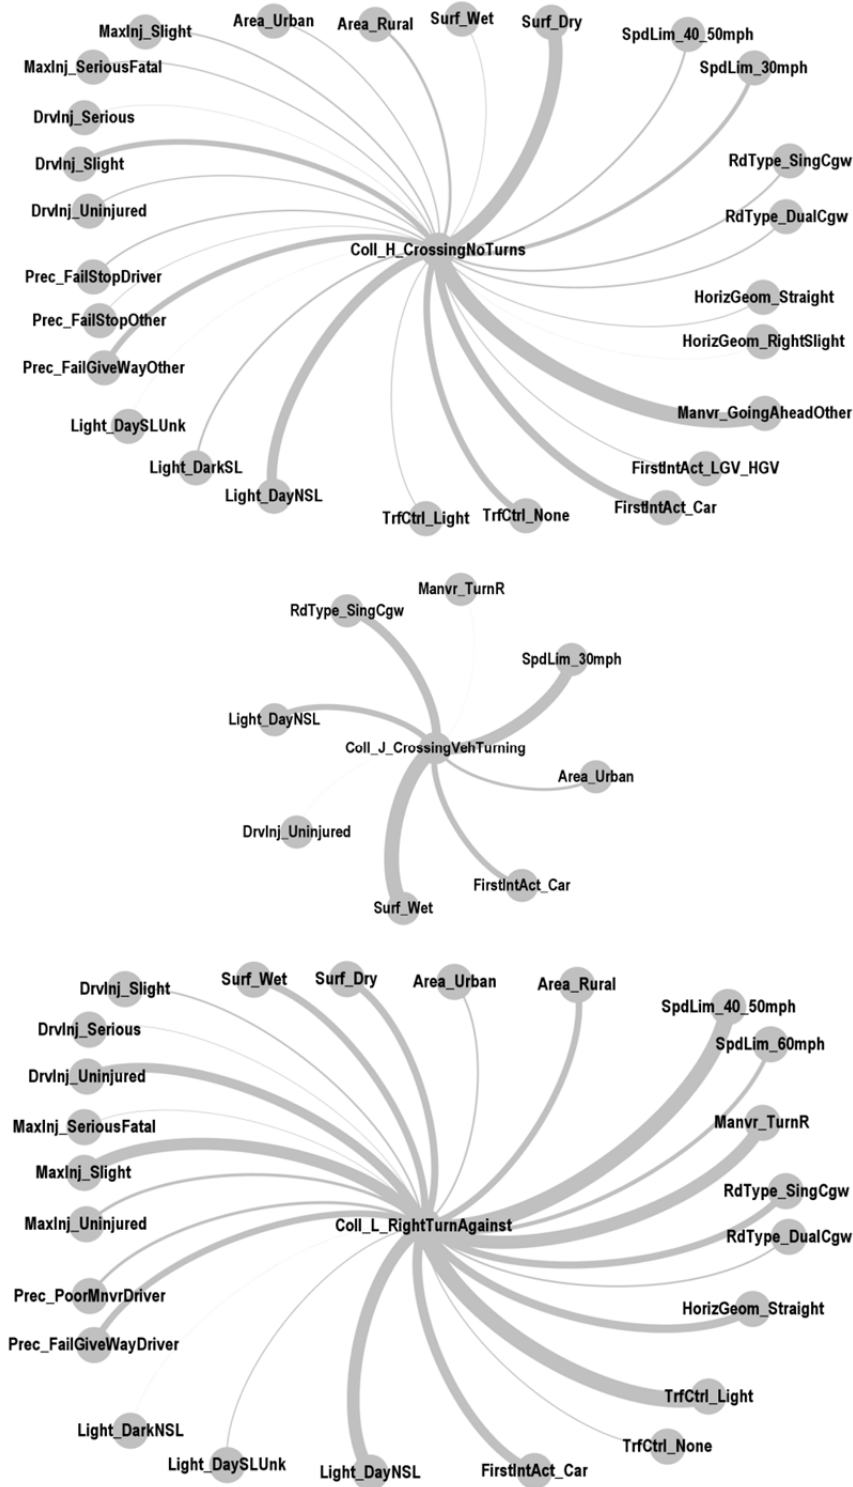 Area_Urban
Area_Rural
Surf_Wet
Surf_Dry
MaxInj_Slight
SpdLim_40_50mph
MaxInj_SeriousFatal
SpdLim_30mph
DrvInj_Serious
DrvInj_Slight
RdType_SingCgw
DrvInj_Uninjured
RdType_DualCgw
Coll_H_CrossingNoTurns
Prec_FailStopDriver
HorizGeom_Straight
Prec_FailStopOther
HorizGeom_RightSlight
Prec_FailGiveWayOther
Manvr_GoingAheadOther
Light_DaySLUnk
Light_DarkSL
FirstIntAct_LGV_HGV
Light_DayNSL
FirstIntAct_Car
TrfCtrl_Light
TrfCtrl_None
Manvr_TurnR
RdType_SingCgw
SpdLim_30mph
Light_DayNSL
Coll_J_CrossingVehTurning
Area_Urban
DrvInj_Uninjured
FirstIntAct_Car
Surf_Wet
Surf_Wet
Surf_Dry
Area_Urban
Area_Rural
DrvInj_Slight
SpdLim_40_50mph
DrvInj_Serious
SpdLim_60mph
DrvInj_Uninjured
MaxInj_SeriousFatal
Manvr_TurnR
MaxInj_Slight
RdType_SingCgw
MaxInj_Uninjured
Coll_L_RightTurnAgainst
RdType_DualCgw
Prec_PoorMnvrDriver
HorizGeom_Straight
Prec_FailGiveWayDriver
TrfCtrl_Light
Light_DarkNSL
TrfCtrl_None
Light_DaySLUnk
Light_DayNSL
FirstIntAct_Car